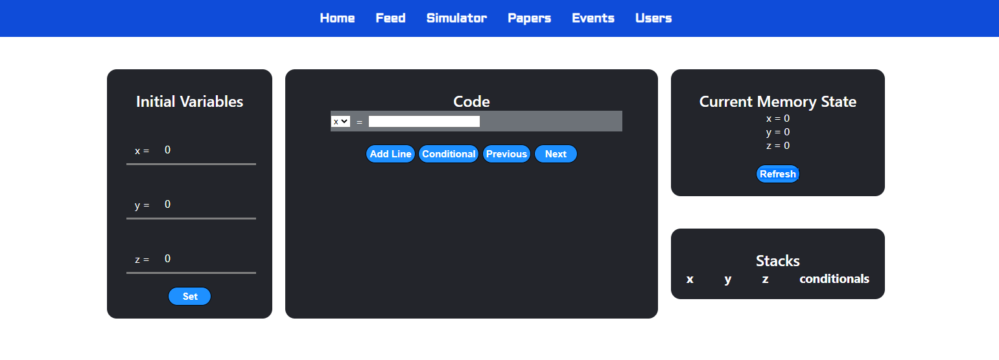 Home Feed Simulator Papers Events Users
Initial Variables
x = 0
y = 0
z = 0
Set
Code
x =
Add Line Conditional Previous Next
Current Memory State
x = 0
y = 0
z = 0
Refresh
Stacks
x y z conditionals